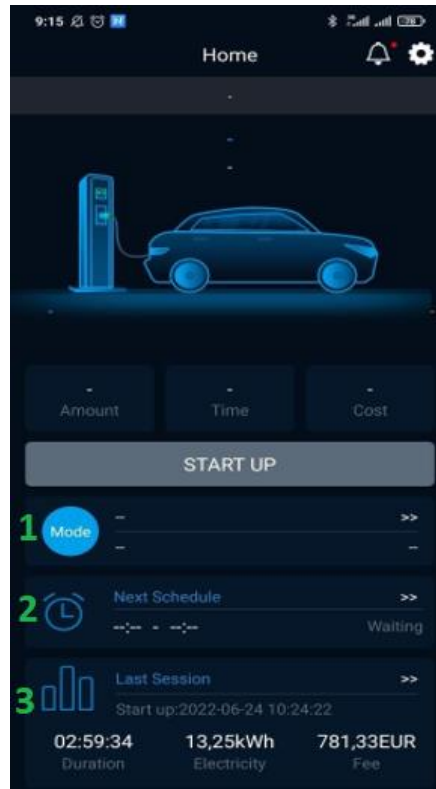 9:15 78
Home
-
-
-
- -
- - -
Amount Time Cost
START UP
1 Mode -- >>
-- --
2 Next Schedule >>
--:-- - --:-- Waiting
3 Last Session >>
Start up:2022-06-24 10:24:22
02:59:34 13,25kWh 781,33EUR
Duration Electricity Fee